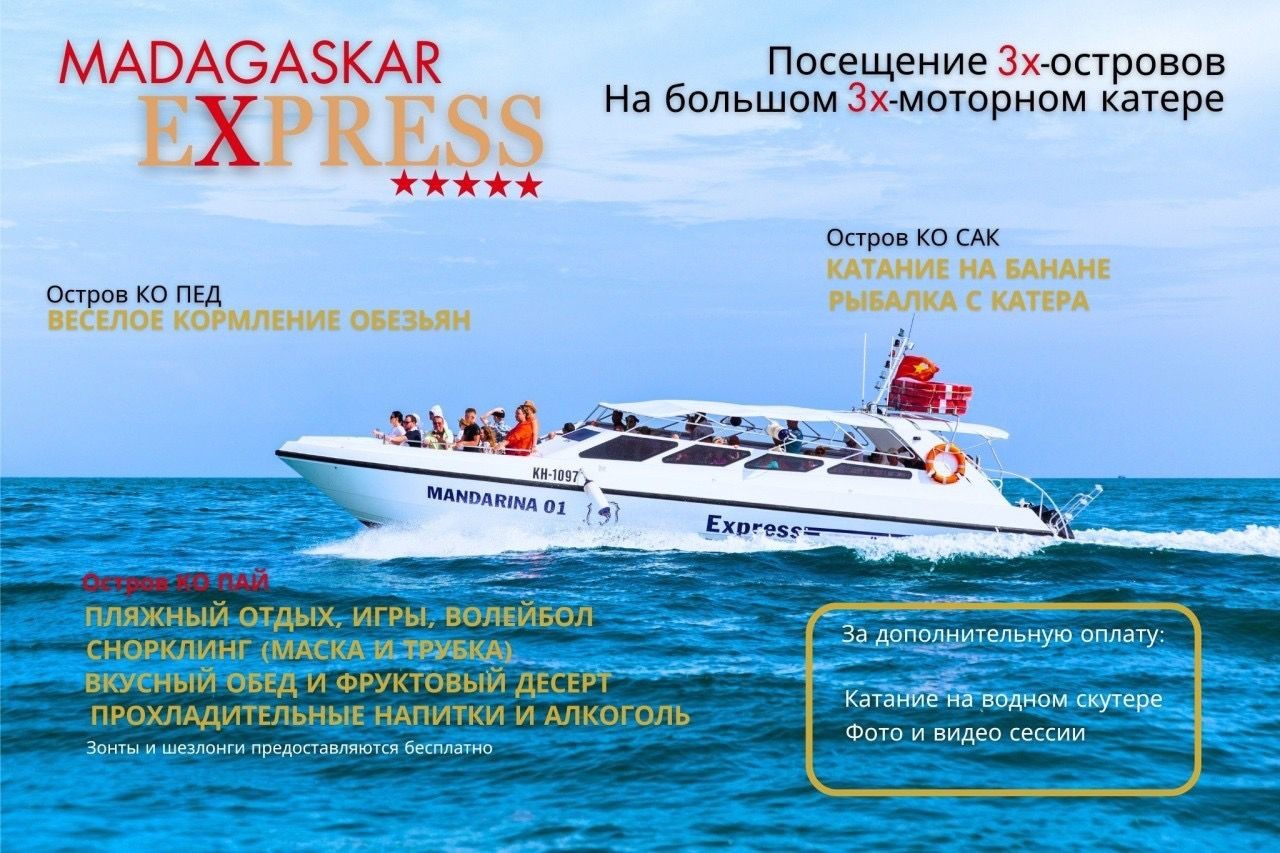 MADAGASKAR
EXPRESS
Посещение 3х-островов
На большом 3х-моторном катере
Остров КО САК
КАТАНИЕ НА БАНАНЕ
РЫБАЛКА С КАТЕРА
Остров КО ПЕД
ВЕСЕЛОЕ КОРМЛЕНИЕ ОБЕЗЬЯН
KH-1097
MANDARINA 01
Express
Остров КО ПАЙ
ПЛЯЖНЫЙ ОТДЫХ, ИГРЫ, ВОЛЕЙБОЛ
СНОРКЛИНГ (МАСКА И ТРУБКА)
ВКУСНЫЙ ОБЕД И ФРУКТОВЫЙ ДЕСЕРТ
ПРОХЛАДИТЕЛЬНЫЕ НАПИТКИ И АЛКОГОЛЬ
Зонты и шезлонги предоставляются бесплатно
За дополнительную оплату:
Катание на водном скутере
Фото и видео сессии